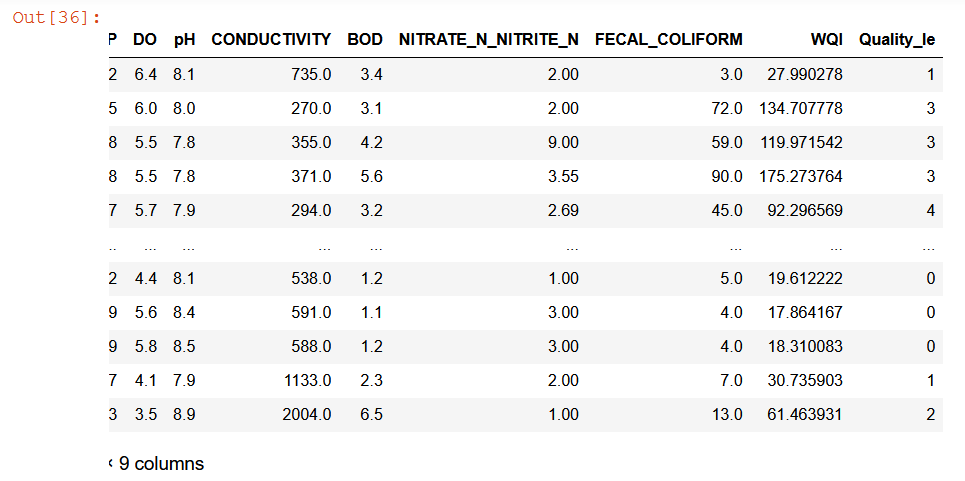 Out[36]:
P DO pH CONDUCTIVITY BOD NITRATE_N_NITRITE_N FECAL_COLIFORM WQI Quality_le
2 6.4 8.1 735.0 3.4 2.00 3.0 27.990278 1
5 6.0 8.0 270.0 3.1 2.00 72.0 134.707778 3
8 5.5 7.8 355.0 4.2 9.00 59.0 119.971542 3
8 5.5 7.8 371.0 5.6 3.55 90.0 175.273764 3
7 5.7 7.9 294.0 3.2 2.69 45.0 92.296569 4
.. ... ... ... ... ... ... ... ...
2 4.4 8.1 538.0 1.2 1.00 5.0 19.612222 0
9 5.6 8.4 591.0 1.1 3.00 4.0 17.864167 0
9 5.8 8.5 588.0 1.2 3.00 4.0 18.310083 0
7 4.1 7.9 1133.0 2.3 2.00 7.0 30.735903 1
3 3.5 8.9 2004.0 6.5 1.00 13.0 61.463931 2
× 9 columns